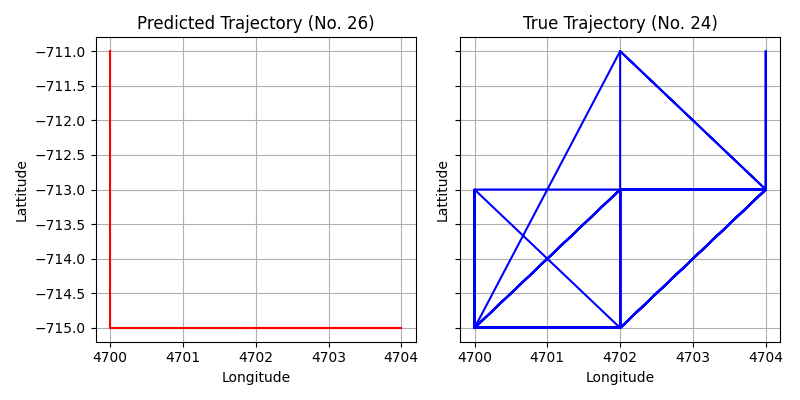 Predicted Trajectory (No. 26)
True Trajectory (No. 24)
Lattitude
−711.0
−711.5
−712.0
−712.5
−713.0
−713.5
−714.0
−714.5
−715.0
4700 4701 4702 4703 4704
Longitude
Lattitude
4700 4701 4702 4703 4704
Longitude